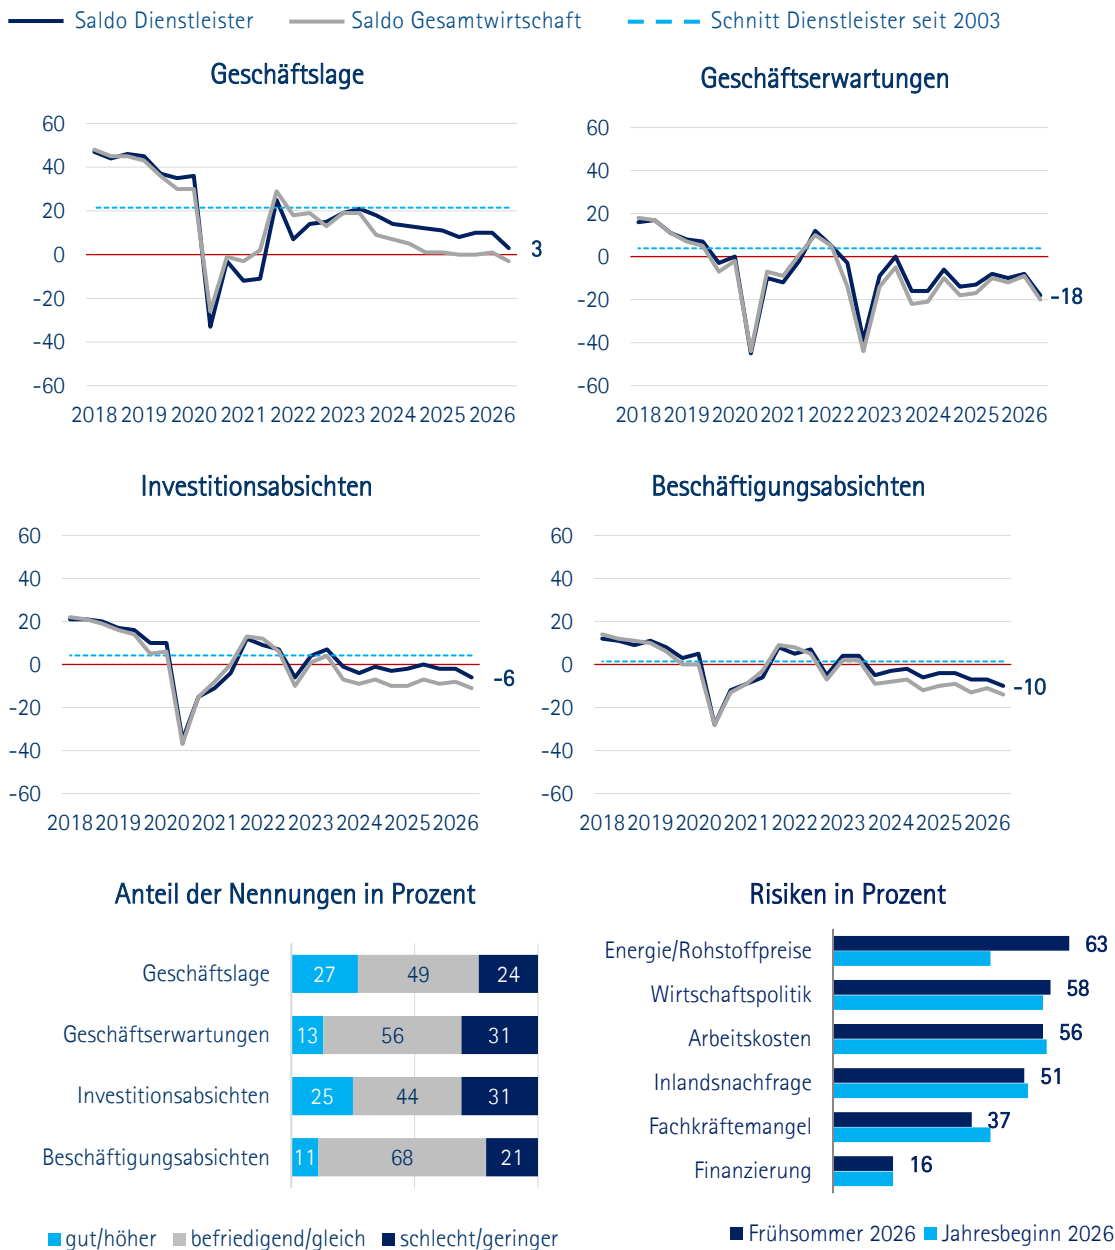 Saldo Dienstleister Saldo Gesamtwirtschaft Schnitt Dienstleister seit 2003
Geschäftslage
60
40
20
0
-20
-40
-60
3
2018 2019 2020 2021 2022 2023 2024 2025 2026
Geschäftserwartungen
60
40
20
0
-20
-40
-60
-18
2018 2019 2020 2021 2022 2023 2024 2025 2026
Investitionsabsichten
60
40
20
0
-20
-40
-60
-6
2018 2019 2020 2021 2022 2023 2024 2025 2026
Beschäftigungsabsichten
60
40
20
0
-20
-40
-60
-10
2018 2019 2020 2021 2022 2023 2024 2025 2026
Anteil der Nennungen in Prozent
Geschäftslage 27 49 24
Geschäftserwartungen 13 56 31
Investitionsabsichten 25 44 31
Beschäftigungsabsichten 11 68 21
gut/höher befriedigend/gleich schlecht/geringer
Risiken in Prozent
Energie/Rohstoffpreise 63
Wirtschaftspolitik 58
Arbeitskosten 56
Inlandsnachfrage 51
Fachkräftemangel 37
Finanzierung 16
Frühsommer 2026 Jahresbeginn 2026